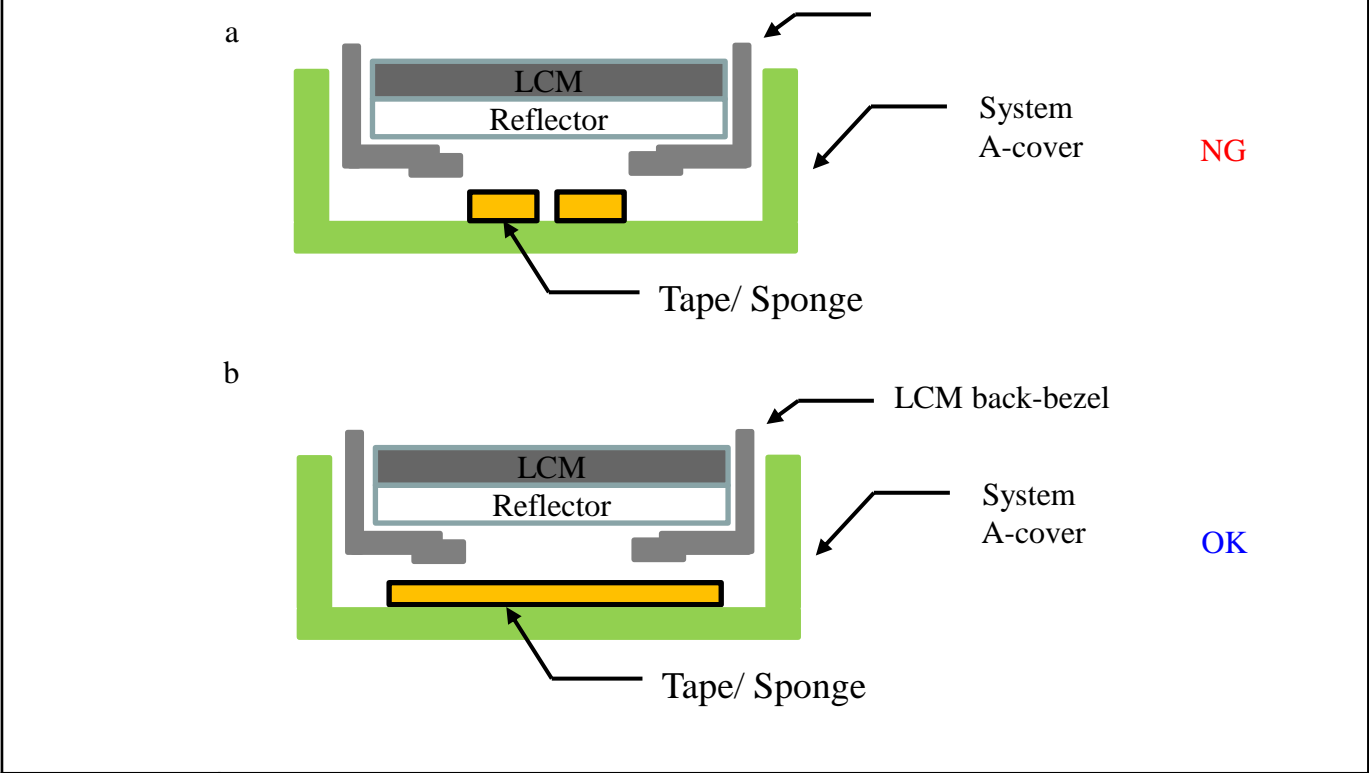 a
LCM
Reflector
System
A-cover
NG
Tape/ Sponge
b
LCM back-bezel
LCM
Reflector
System
A-cover
OK
Tape/ Sponge